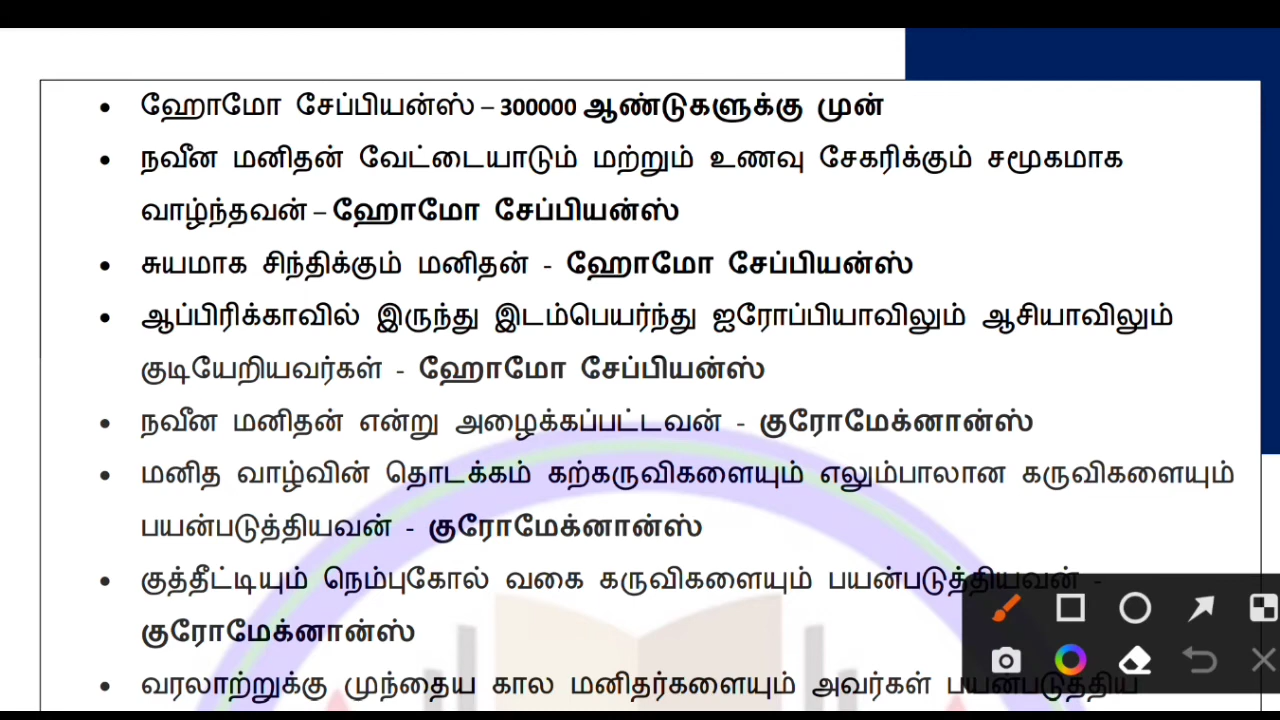 • ஹோமோ சேப்பியன்ஸ் – 300000 ஆண்டுகளுக்கு முன்
• நவீன மனிதன் வேட்டையாடும் மற்றும் உணவு சேகரிக்கும் சமூகமாக
வாழ்ந்தவன் – ஹோமோ சேப்பியன்ஸ்
• சுயமாக சிந்திக்கும் மனிதன் - ஹோமோ சேப்பியன்ஸ்
• ஆப்பிரிக்காவில் இருந்து இடம்பெயர்ந்து ஐரோப்பியாவிலும் ஆசியாவிலும்
குடியேறியவர்கள் - ஹோமோ சேப்பியன்ஸ்
• நவீன மனிதன் என்று அழைக்கப்பட்டவன் - குரோமேக்னான்ஸ்
• மனித வாழ்வின் தொடக்கம் கற்கருவிகளையும் எலும்பாலான கருவிகளையும்
பயன்படுத்தியவன் - குரோமேக்னான்ஸ்
• குத்தீட்டியும் நெம்புகோல் வகை கருவிகளையும் பயன்படுத்தியவன் -
குரோமேக்னான்ஸ்
• வரலாற்றுக்கு முந்தைய கால மனிதர்களையும் அவர்கள் பயன்படுத்திய